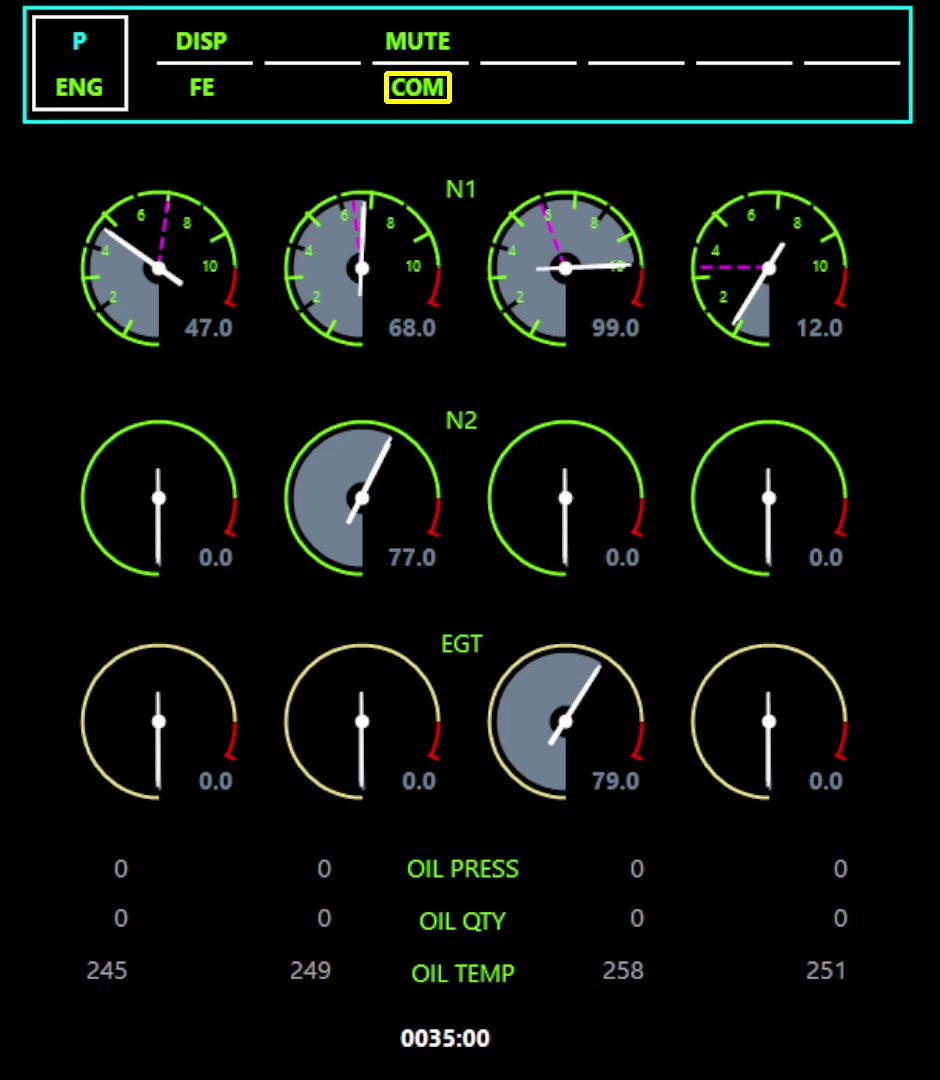 P DISP MUTE
ENG FE COM
N1
2 4 6 8 10 47.0
2 4 6 8 10 68.0
2 4 6 8 10 99.0
2 4 6 8 10 12.0
N2
0.0 77.0 0.0 0.0
EGT
0.0 0.0 79.0 0.0
0 0 OIL PRESS 0 0
0 0 OIL QTY 0 0
245 249 OIL TEMP 258 251
0035:00